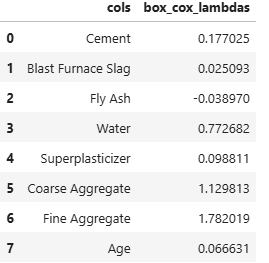 cols box_cox_lambdas
0 Cement 0.177025
1 Blast Furnace Slag 0.025093
2 Fly Ash -0.038970
3 Water 0.772682
4 Superplasticizer 0.098811
5 Coarse Aggregate 1.129813
6 Fine Aggregate 1.782019
7 Age 0.066631